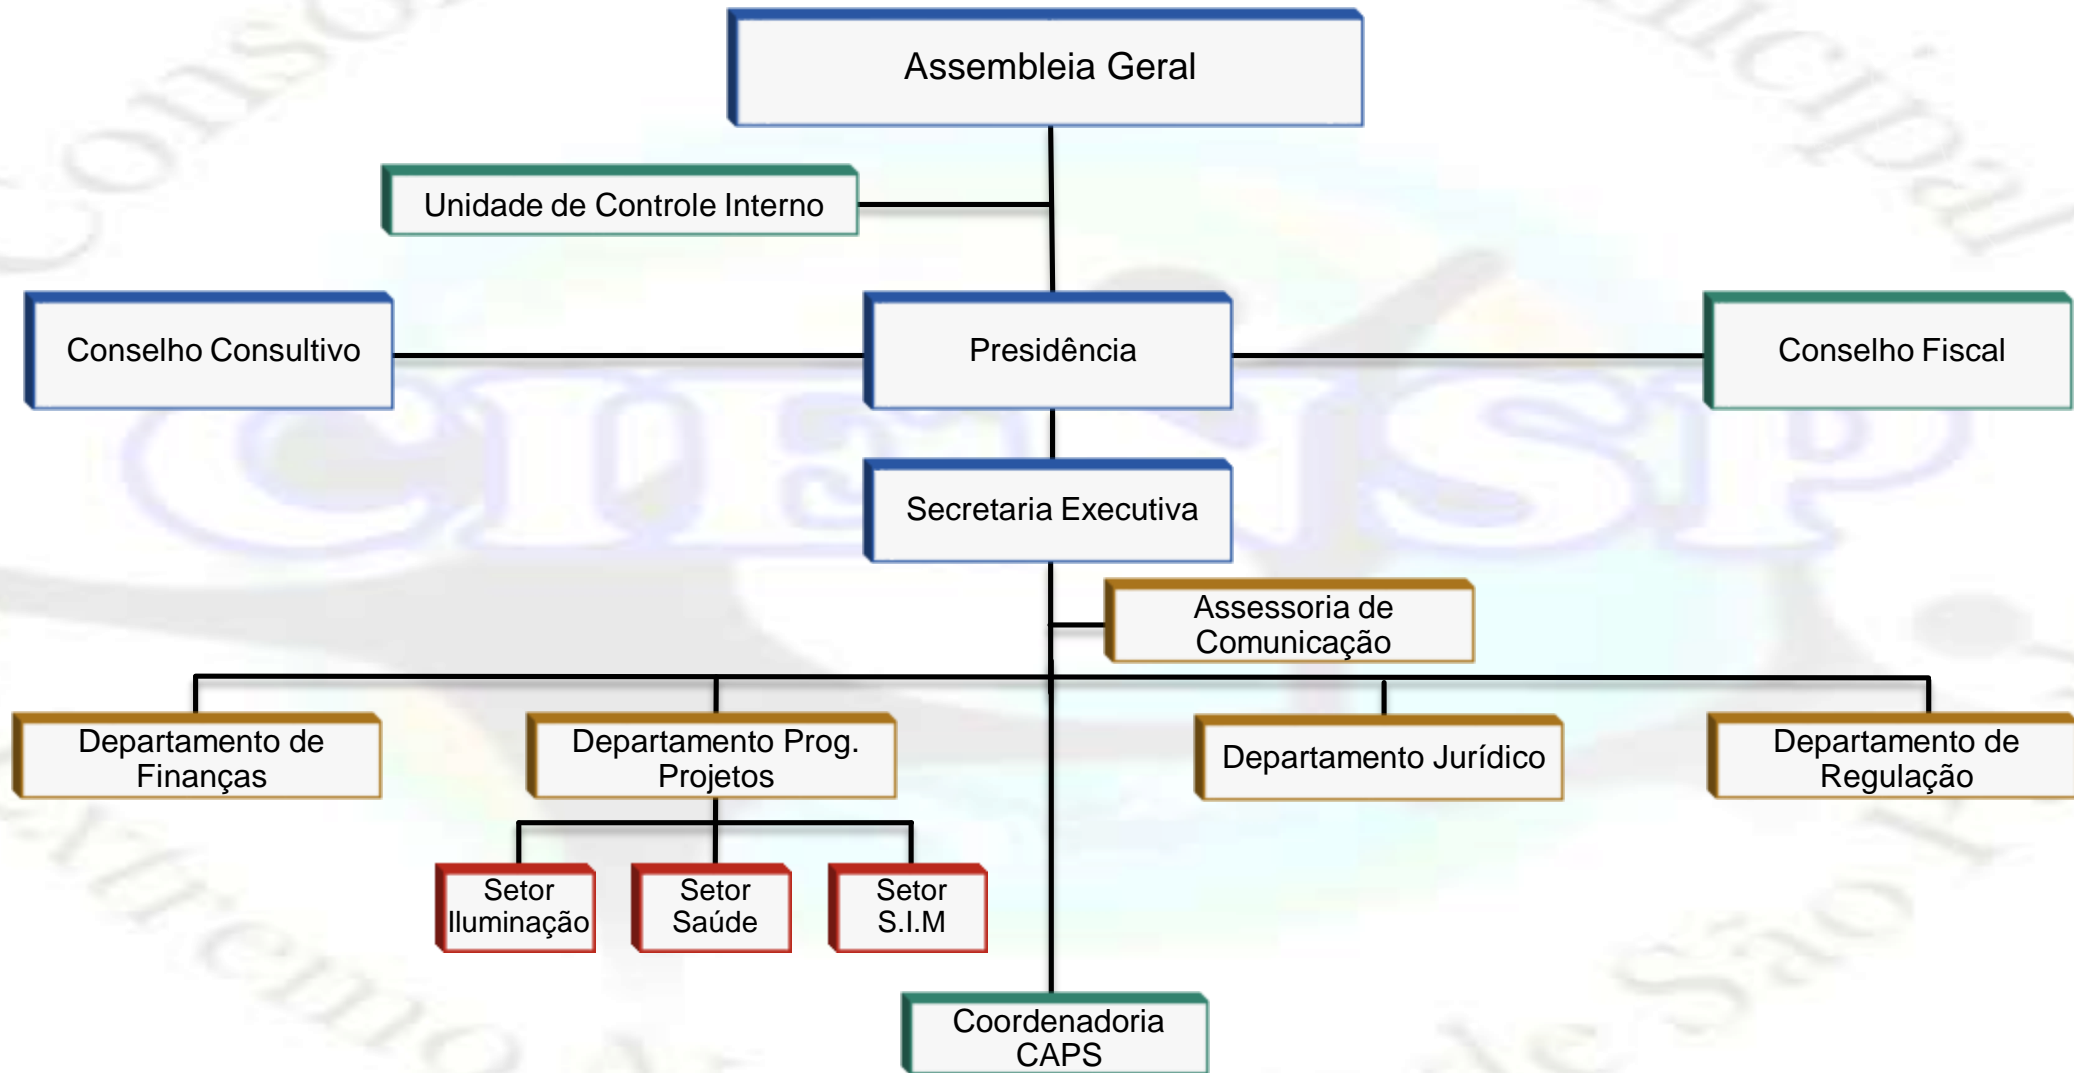 Assembleia Geral
Unidade de Controle Interno
Conselho Consultivo
Presidência
Conselho Fiscal
Secretaria Executiva
Assessoria de
Comunicação
Departamento de
Finanças
Departamento Prog.
Projetos
Departamento Jurídico
Departamento de
Regulação
Setor
Iluminação
Setor
Saúde
Setor
S.I.M
Coordenadoria
CAPS